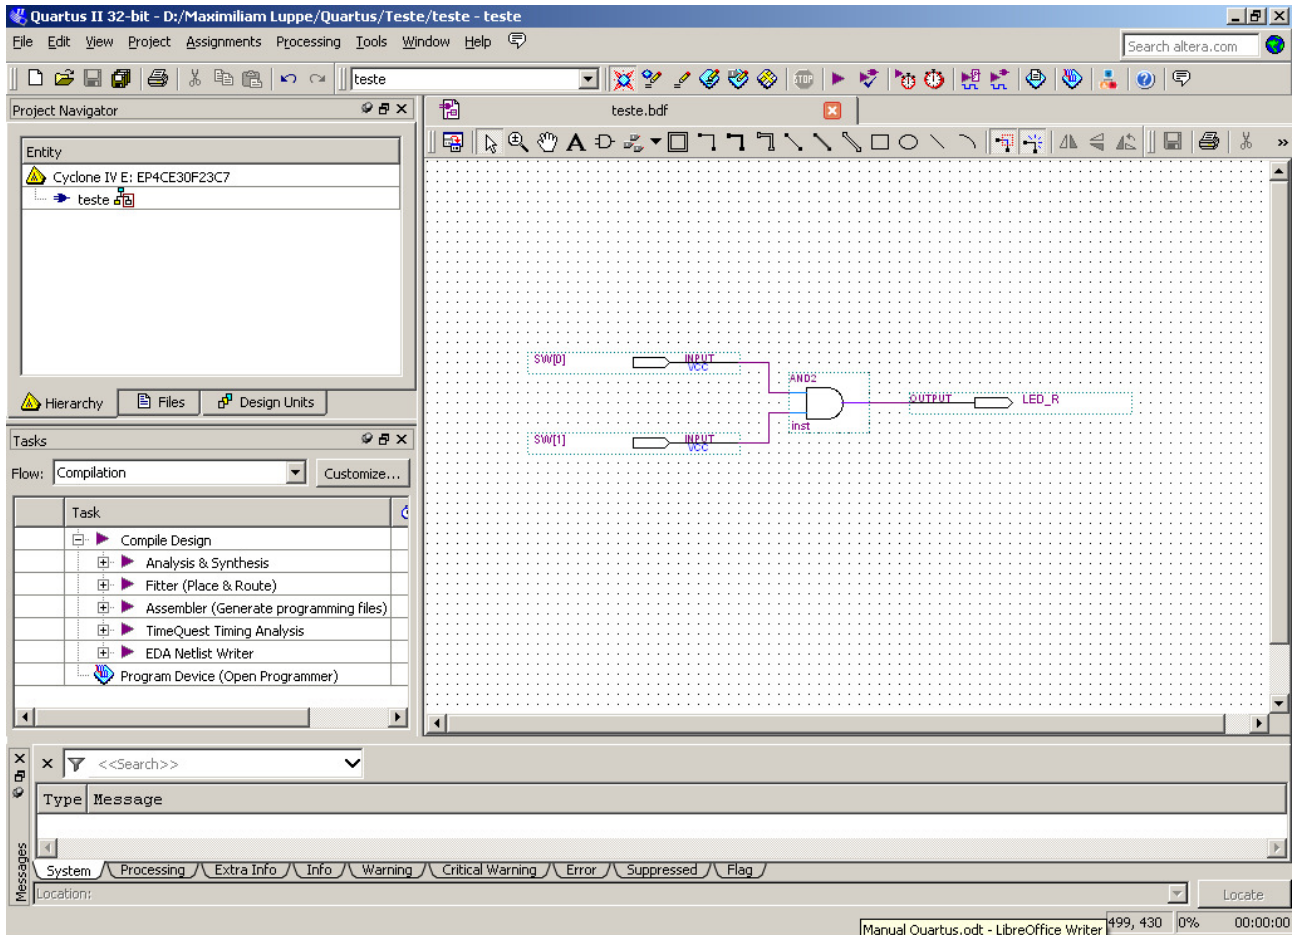 Quartus II 32-bit - D:/Maximiliam Luppe/Quartus/Teste/teste - teste
File Edit View Project Assignments Processing Tools Window Help
Search altera.com
teste
STOP
Project Navigator
teste.bdf
Entity
Cyclone IV E: EP4CE30F23C7
teste
Hierarchy Files Design Units
SW[0] INPUT VCC
AND2
OUTPUT LED_R
inst
SW[1] INPUT VCC
Tasks
Flow: Compilation Customize...
Task
Compile Design
Analysis & Synthesis
Fitter (Place & Route)
Assembler (Generate programming files)
TimeQuest Timing Analysis
EDA Netlist Writer
Program Device (Open Programmer)
<<Search>>
Type Message
Messages
System Processing Extra Info Info Warning Critical Warning Error Suppressed Flag
Location: Locate
Manual Quartus.odt - LibreOffice Writer 499, 430 0% 00:00:00